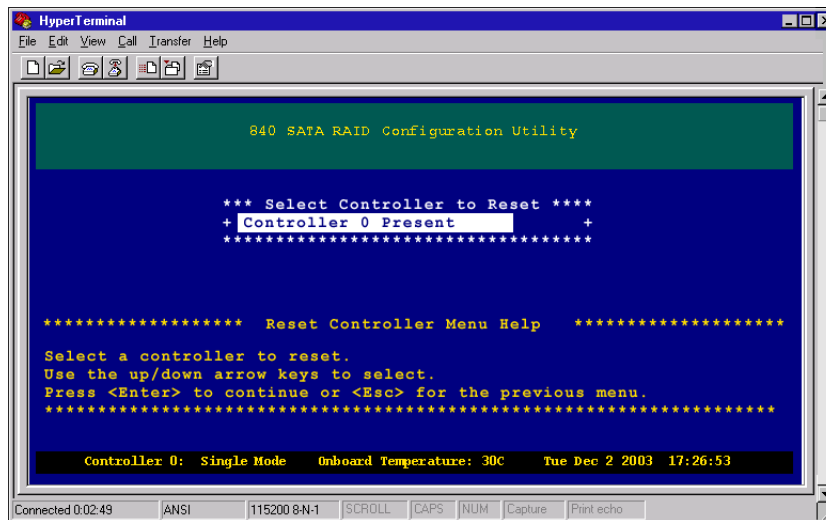 HyperTerminal
File Edit View Call Transfer Help
840 SATA RAID Configuration Utility
*** Select Controller to Reset ****
+ Controller 0 Present +
***********************************
******************* Reset Controller Menu Help ********************
Select a controller to reset.
Use the up/down arrow keys to select.
Press <Enter> to continue or <Esc> for the previous menu.
**********************************************************************
Controller 0: Single Mode Onboard Temperature: 30C Tue Dec 2 2003 17:26:53
Connected 0:02:49 ANSI 115200 8-N-1 SCROLL CAPS NUM Capture Print echo